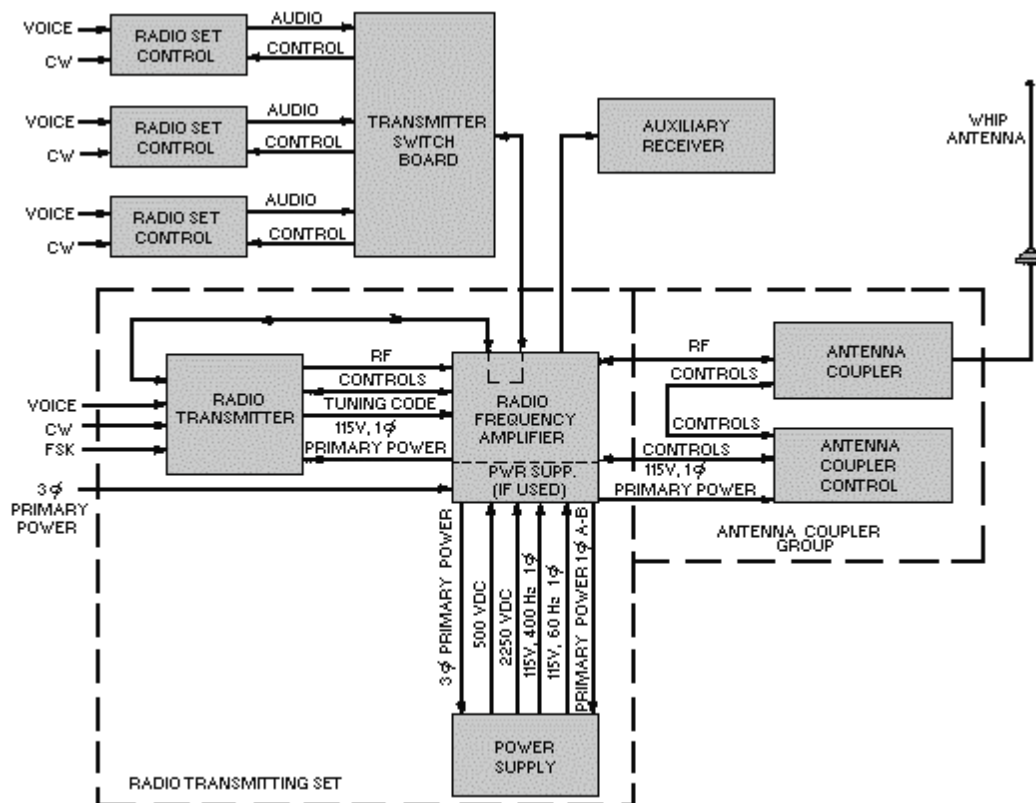 VOICE
CW
RADIO SET
CONTROL
AUDIO
CONTROL
VOICE
CW
RADIO SET
CONTROL
AUDIO
CONTROL
VOICE
CW
RADIO SET
CONTROL
AUDIO
CONTROL
TRANSMITTER
SWITCH
BOARD
AUXILIARY
RECEIVER
WHIP
ANTENNA
VOICE
CW
FSK
3ϕ
PRIMARY
POWER
RADIO
TRANSMITTER
RF
CONTROLS
TUNING CODE
115V, 1ϕ
PRIMARY POWER
RADIO
FREQUENCY
AMPLIFIER
PWR SUPP.
(IF USED)
RF
CONTROLS
CONTROLS
CONTROLS
115V, 1ϕ
PRIMARY POWER
ANTENNA
COUPLER
ANTENNA
COUPLER
CONTROL
ANTENNA COUPLER
GROUP
3ϕ PRIMARY POWER
500 VDC
2250 VDC
115V, 400 Hz 1ϕ
115V, 60 Hz 1ϕ
PRIMARY POWER 1ϕ A-B
POWER
SUPPLY
RADIO TRANSMITTING SET